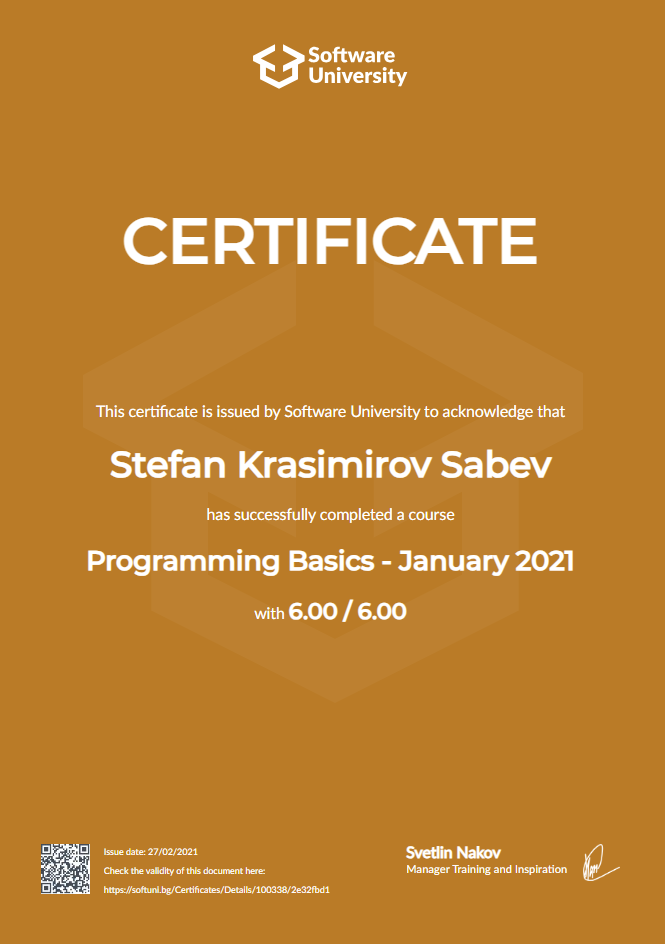 Software
University
CERTIFICATE
This certificate is issued by Software University to acknowledge that
Stefan Krasimirov Sabev
has successfully completed a course
Programming Basics - January 2021
with 6.00 / 6.00
Issue date: 27/02/2021
Check the validity of this document here:
https://softuni.bg/Certificates/Details/100338/2e32fbd1
Svetlin Nakov
Manager Training and Inspiration